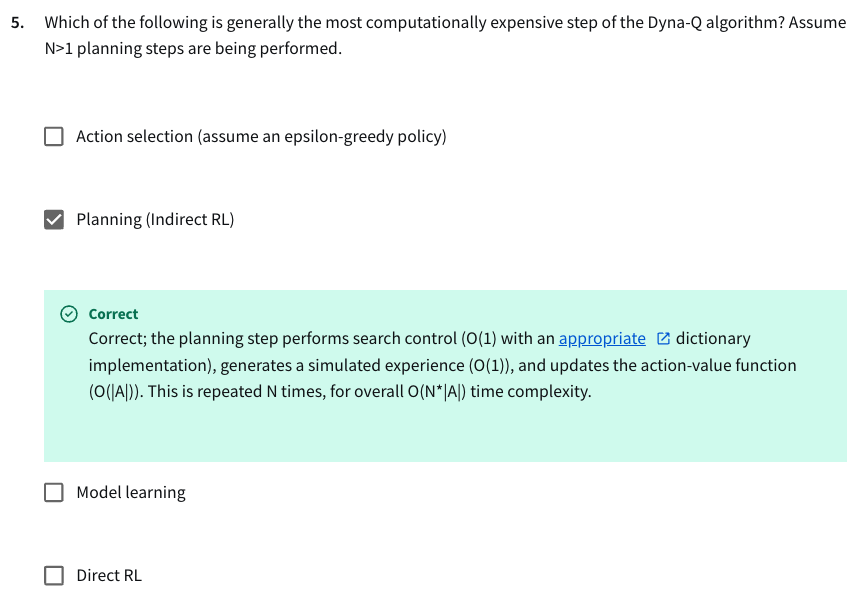 5. Which of the following is generally the most computationally expensive step of the Dyna-Q algorithm? Assume
N>1 planning steps are being performed.
Action selection (assume an epsilon-greedy policy)
Planning (Indirect RL)
Correct
Correct; the planning step performs search control (O(1) with an appropriate dictionary
implementation), generates a simulated experience (O(1)), and updates the action-value function
(O(|A|)). This is repeated N times, for overall O(N*|A|) time complexity.
Model learning
Direct RL